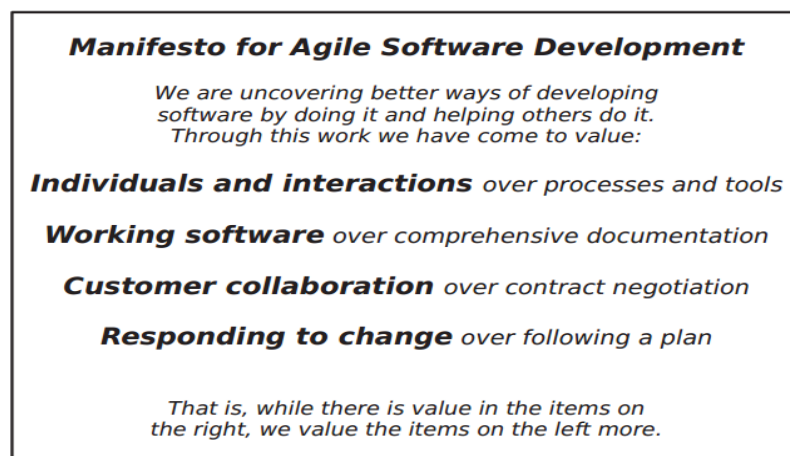 Manifesto for Agile Software Development
We are uncovering better ways of developing
software by doing it and helping others do it.
Through this work we have come to value:
Individuals and interactions over processes and tools
Working software over comprehensive documentation
Customer collaboration over contract negotiation
Responding to change over following a plan
That is, while there is value in the items on
the right, we value the items on the left more.